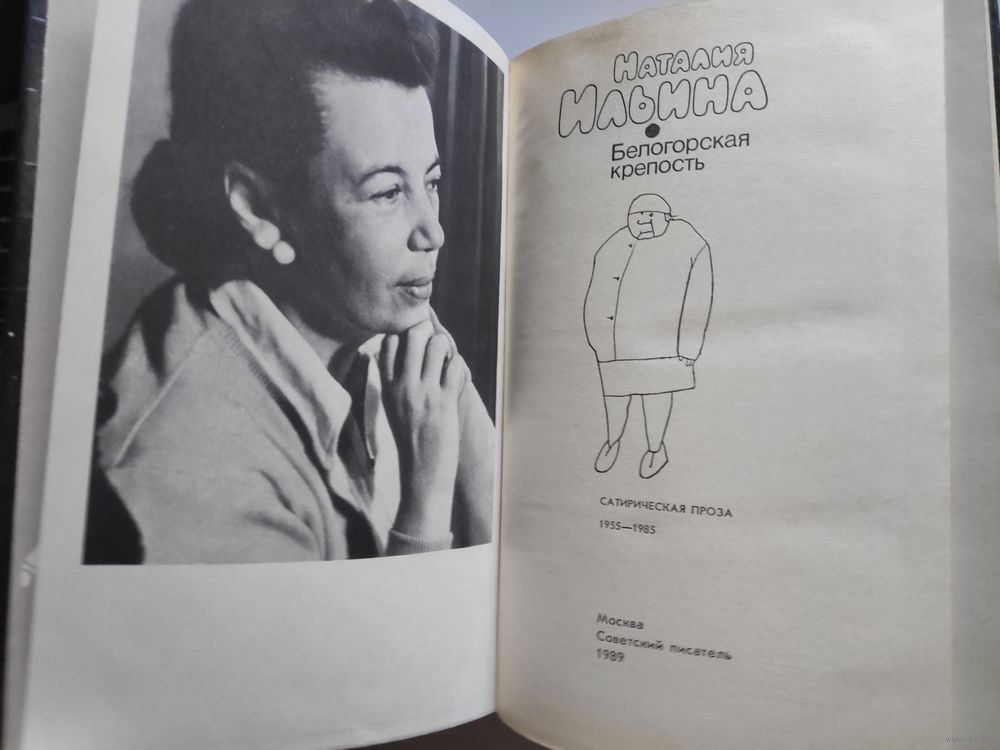 Наталия
Ильина
Белогорская
крепость
САТИРИЧЕСКАЯ ПРОЗА
1955—1985
Москва
Советский писатель
1989